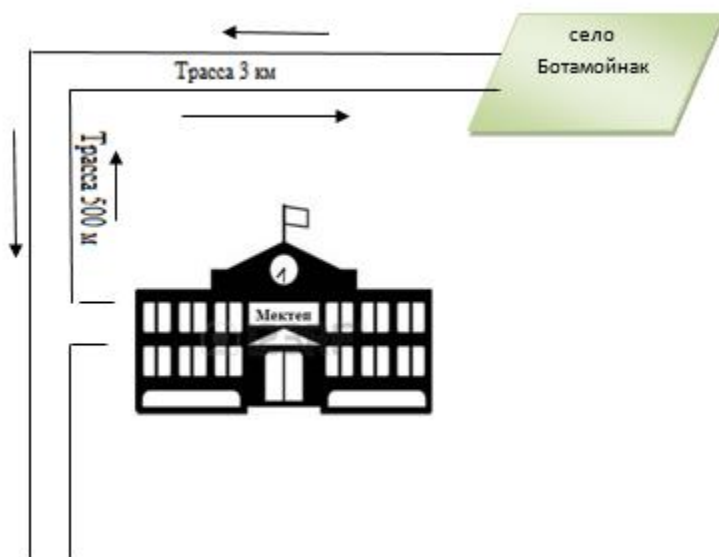 село
Ботамойнак
Трасса 3 км
Трасса 500 м
Мектеп